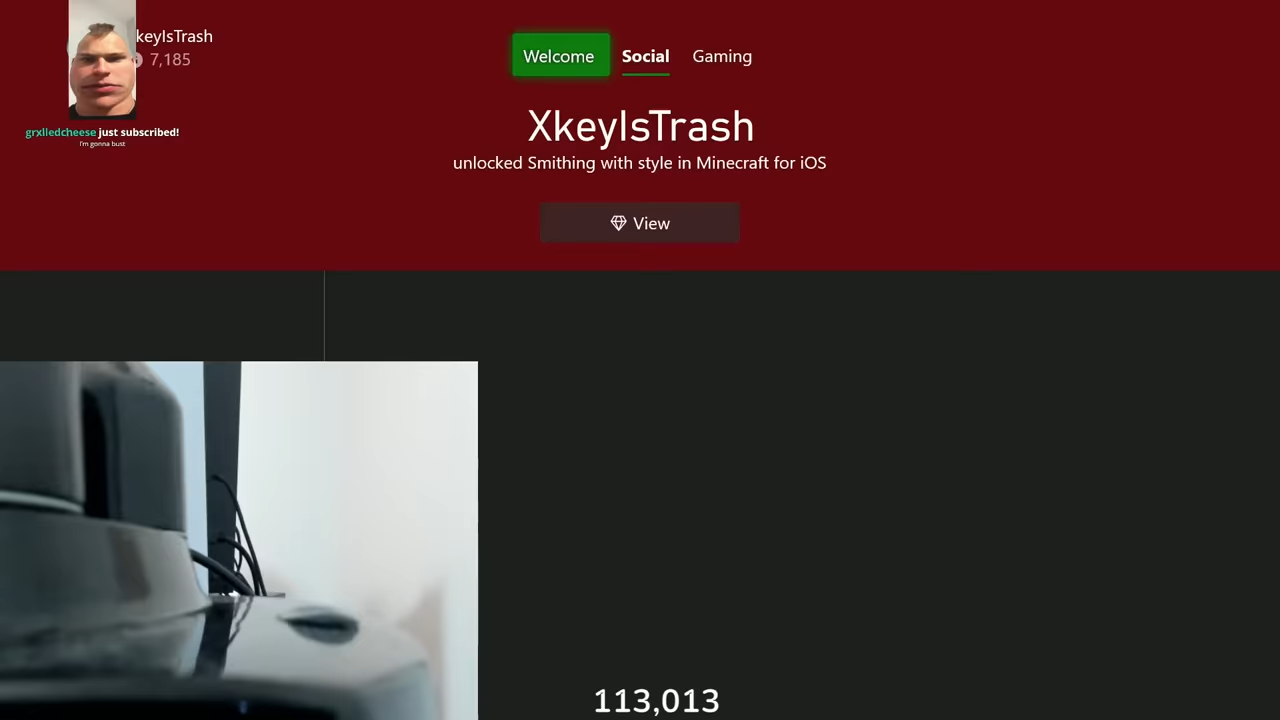 keyIsTrash
7,185
grxlledcheese just subscribed!
I'm gonna bust
Welcome
Social
Gaming
XkeyIsTrash
unlocked Smithing with style in Minecraft for iOS
View
113,013